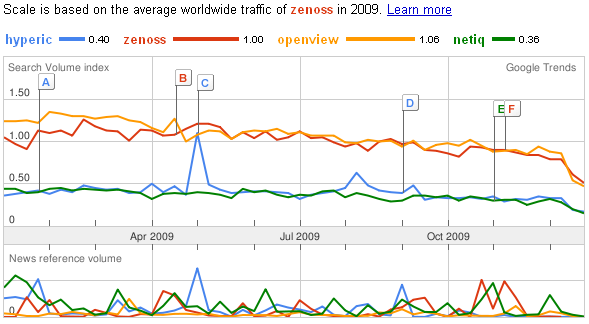 Scale is based on the average worldwide traffic of zenoss in 2009. Learn more
hyperic 0.40 zenoss 1.00 openview 1.06 netiq 0.36
Search Volume index Google Trends
A B C D E F
1.50
1.00
0.50
0
Apr 2009 Jul 2009 Oct 2009
News reference volume
0